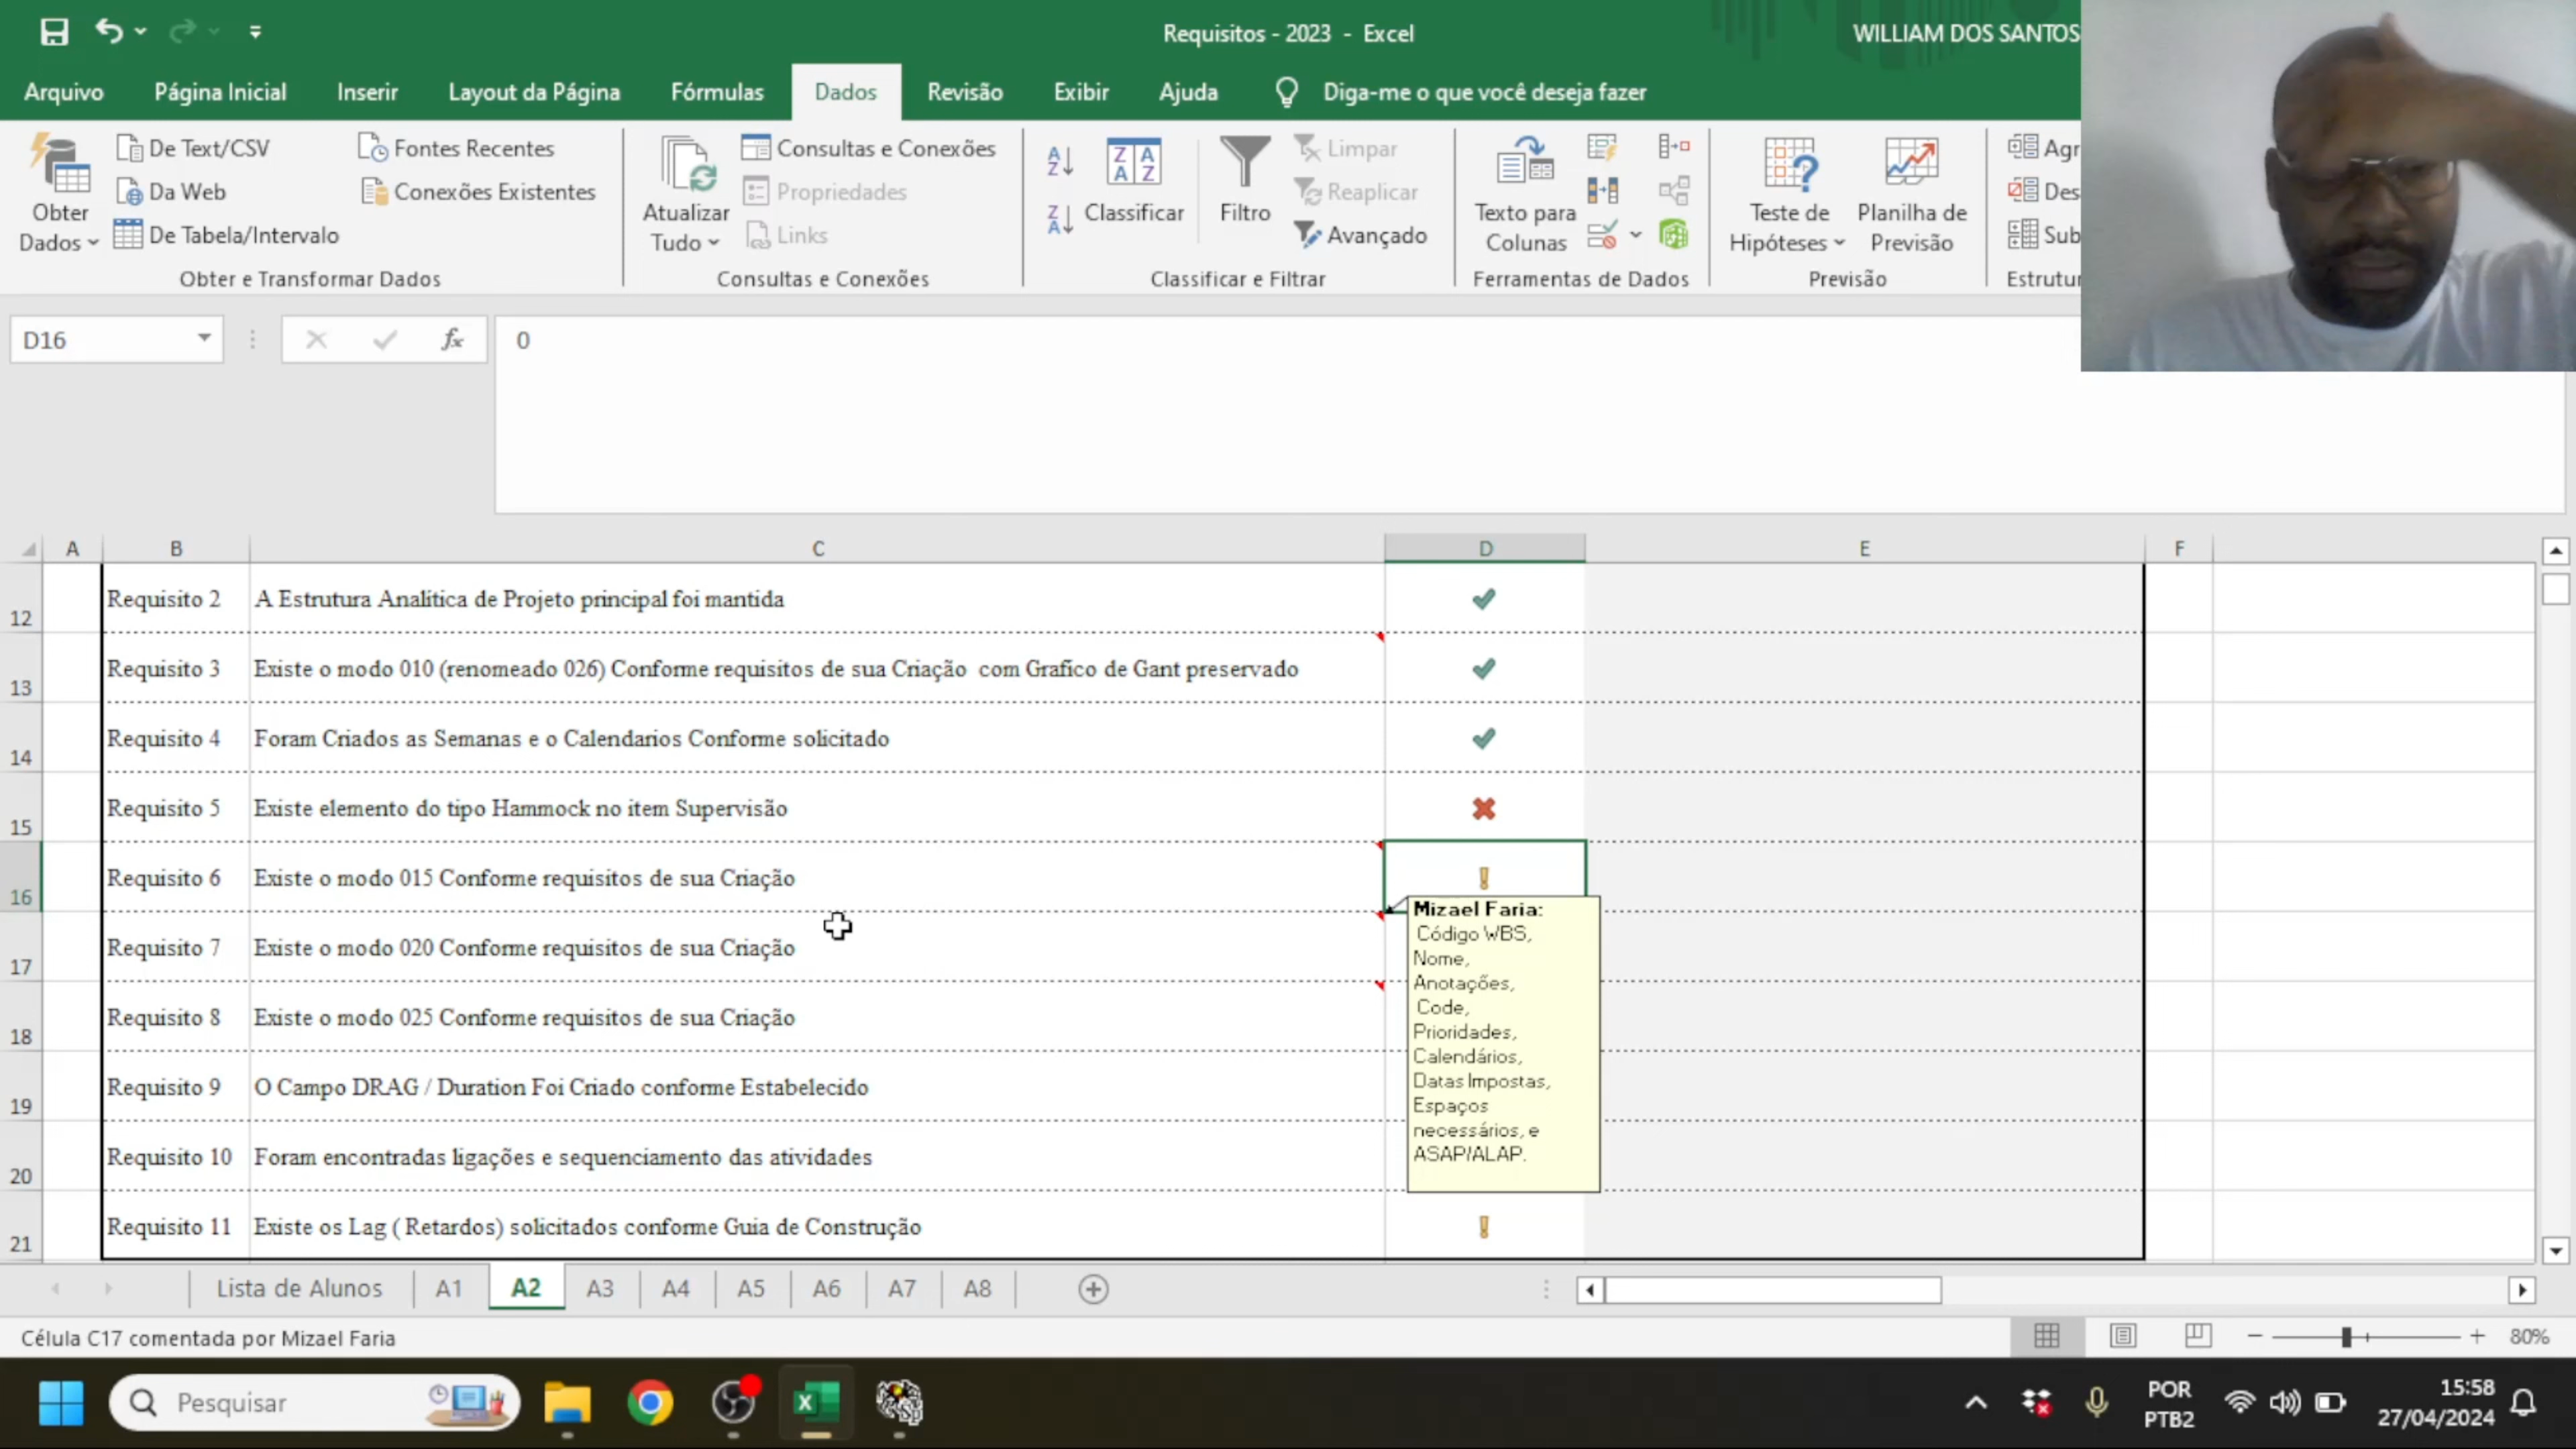 Requisitos - 2023 - Excel
WILLIAM DOS SANTOS
Arquivo Página Inicial Inserir Layout da Página Fórmulas Dados Revisão Exibir Ajuda Diga-me o que você deseja fazer
Obter Dados
De Text/CSV
Da Web
De Tabela/Intervalo
Fontes Recentes
Conexões Existentes
Obter e Transformar Dados
Atualizar Tudo
Consultas e Conexões
Propriedades
Links
Consultas e Conexões
Classificar
Filtro
Limpar
Reaplicar
Avançado
Classificar e Filtrar
Texto para Colunas
Ferramentas de Dados
Teste de Hipóteses
Planilha de Previsão
Previsão
Agr
Des
Sub
Estrutur
D16 fx 0
A B C D E F
12 Requisito 2 A Estrutura Analítica de Projeto principal foi mantida
13 Requisito 3 Existe o modo 010 (renomeado 026) Conforme requisitos de sua Criação com Grafico de Gant preservado
14 Requisito 4 Foram Criados as Semanas e o Calendarios Conforme solicitado
15 Requisito 5 Existe elemento do tipo Hammock no item Supervisão
16 Requisito 6 Existe o modo 015 Conforme requisitos de sua Criação
17 Requisito 7 Existe o modo 020 Conforme requisitos de sua Criação
18 Requisito 8 Existe o modo 025 Conforme requisitos de sua Criação
19 Requisito 9 O Campo DRAG / Duration Foi Criado conforme Estabelecido
20 Requisito 10 Foram encontradas ligações e sequenciamento das atividades
21 Requisito 11 Existe os Lag ( Retardos) solicitados conforme Guia de Construção
Mizael Faria:
Código WBS,
Nome,
Anotações,
Code,
Prioridades,
Calendários,
Datas Impostas,
Espaços
necessários, e
ASAP/ALAP.
Lista de Alunos A1 A2 A3 A4 A5 A6 A7 A8
Célula C17 comentada por Mizael Faria
80%
Pesquisar
POR
PTB2
15:58
27/04/2024